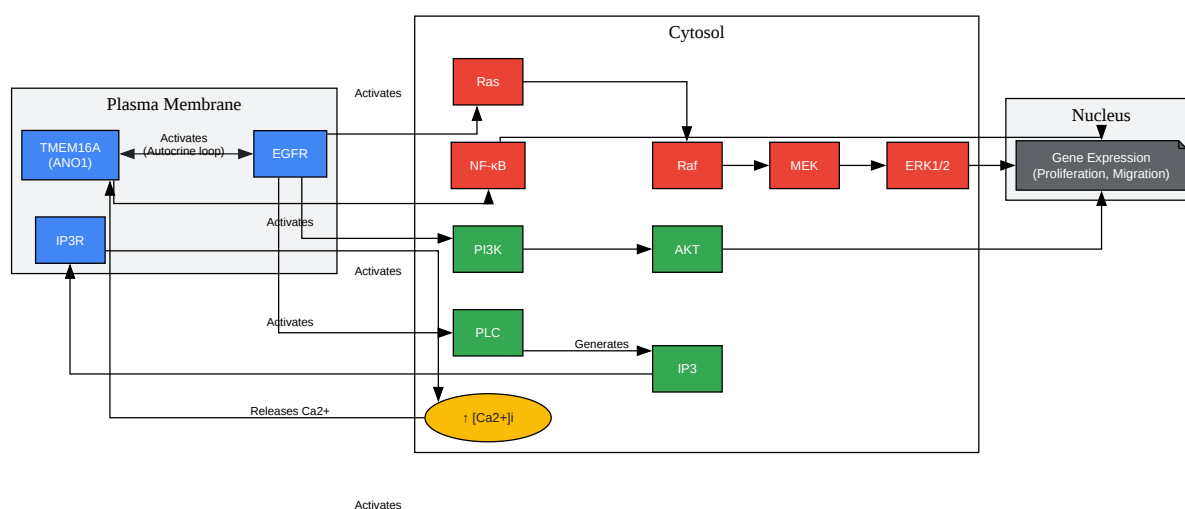 Cytosol
Ras
Activates
Plasma Membrane
Nucleus
TMEM16A
(ANO1)
Activates
(Autocrine loop)
EGFR
NF-κB
Raf
MEK
ERK1/2
Gene Expression
(Proliferation, Migration)
Activates
IP3R
PI3K
AKT
Activates
Activates
PLC
Generates
IP3
Releases Ca2+
↑ [Ca2+]i
Activates